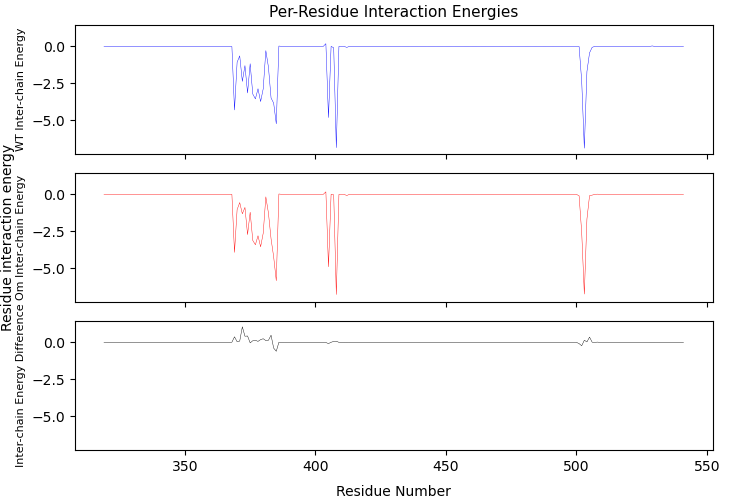 Per-Residue Interaction Energies
Residue interaction energy
WT Inter-chain Energy
0.0
−2.5
−5.0
Om Inter-chain Energy
0.0
−2.5
−5.0
Inter-chain Energy Difference
0.0
−2.5
−5.0
350
400
450
500
550
Residue Number